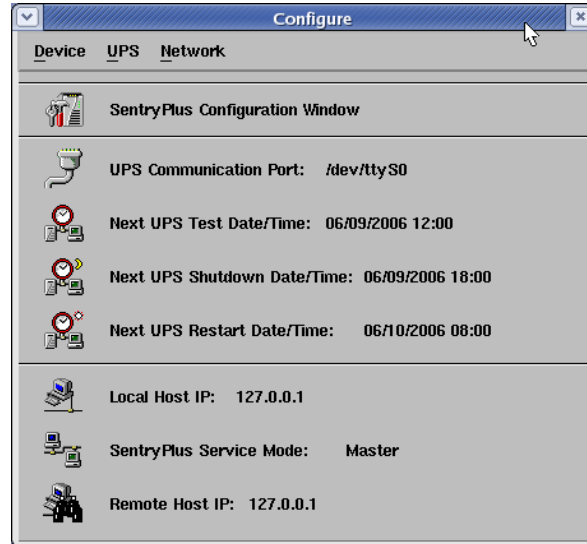 Configure
Device UPS Network
SentryPlus Configuration Window
UPS Communication Port: /dev/ttyS0
Next UPS Test Date/Time: 06/09/2006 12:00
Next UPS Shutdown Date/Time: 06/09/2006 18:00
Next UPS Restart Date/Time: 06/10/2006 08:00
Local Host IP: 127.0.0.1
SentryPlus Service Mode: Master
Remote Host IP: 127.0.0.1